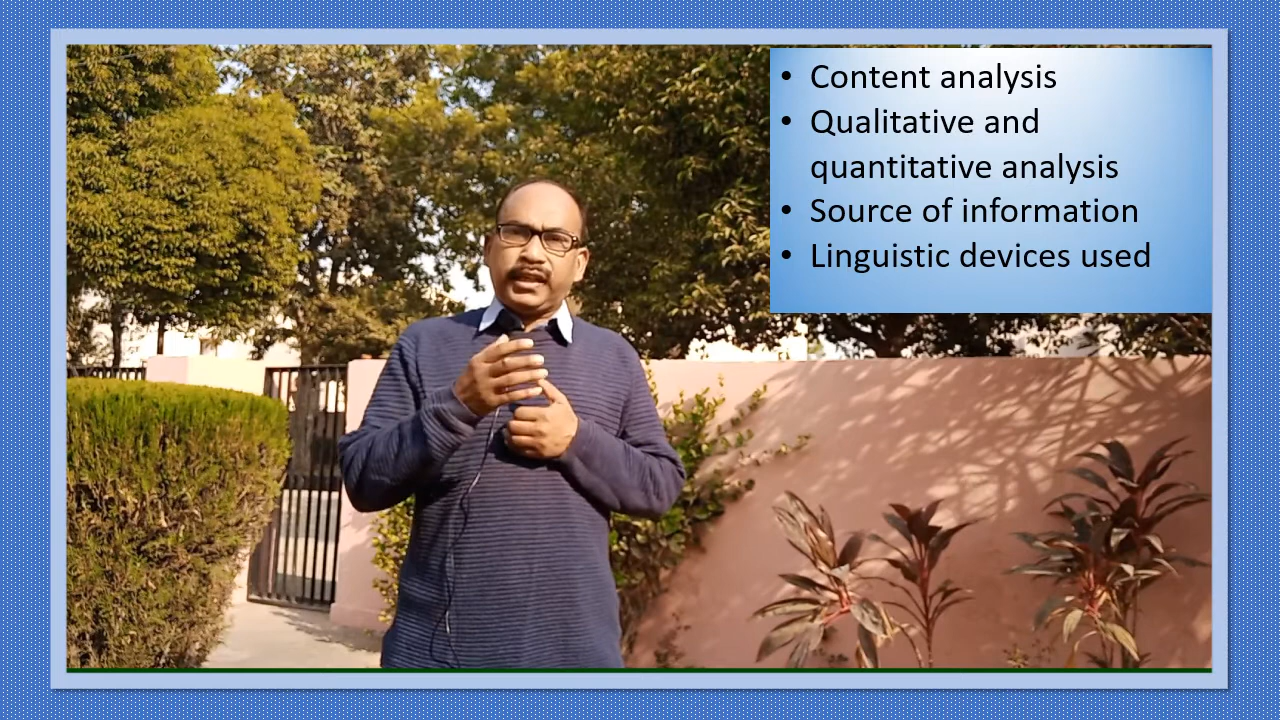 • Content analysis
• Qualitative and
quantitative analysis
• Source of information
• Linguistic devices used